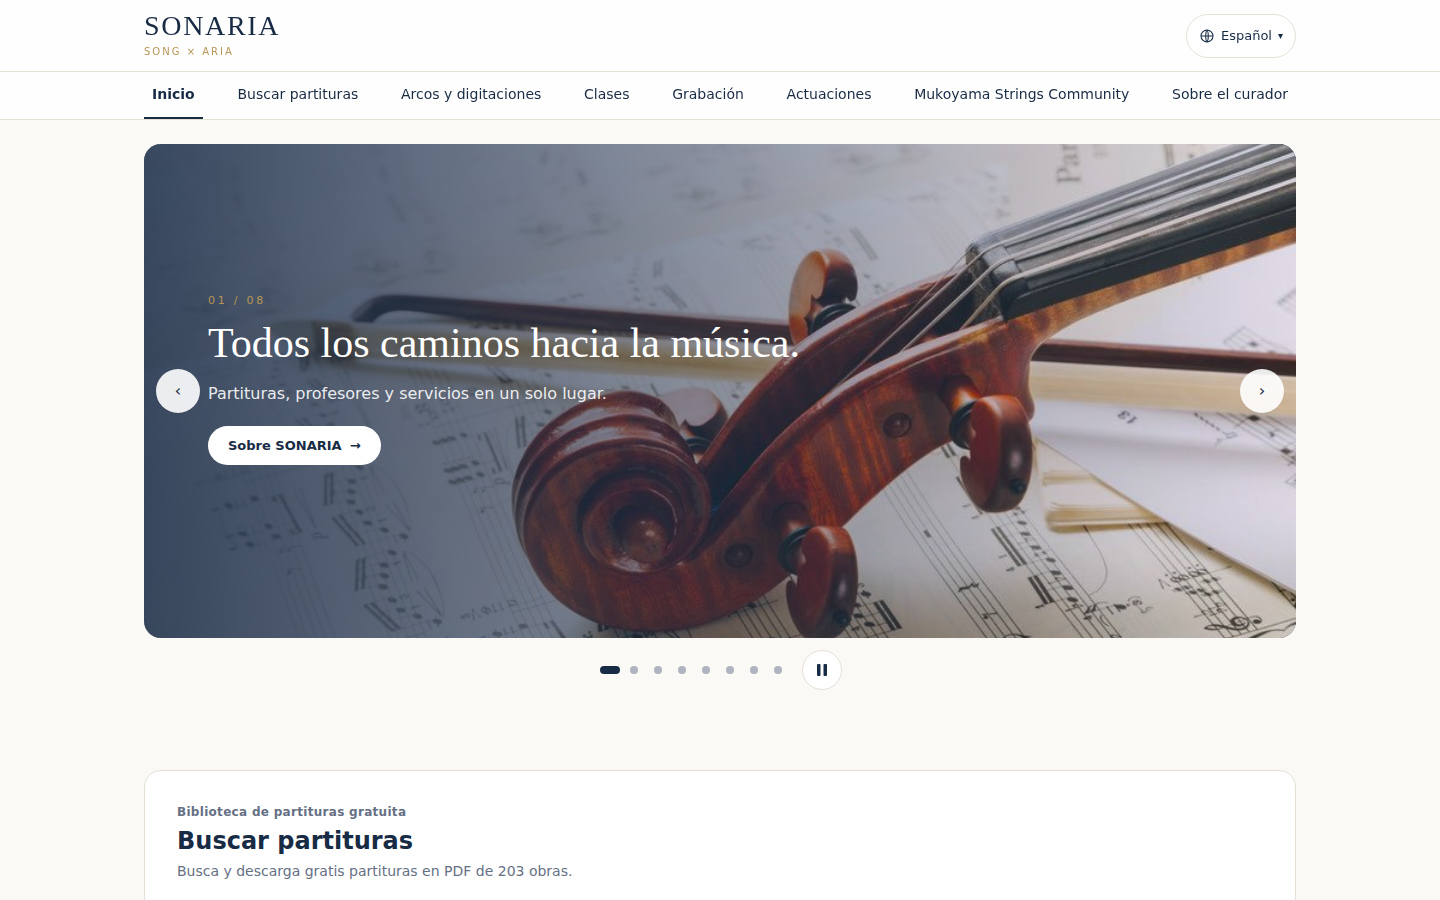 SONARIA
SONG × ARIA
Español ▾
Inicio
Buscar partituras
Arcos y digitaciones
Clases
Grabación
Actuaciones
Mukoyama Strings Community
Sobre el curador
Par
01 / 08
Todos los caminos hacia la música.
‹
›
Partituras, profesores y servicios en un solo lugar.
Sobre SONARIA →
Biblioteca de partituras gratuita
Buscar partituras
Busca y descarga gratis partituras en PDF de 203 obras.